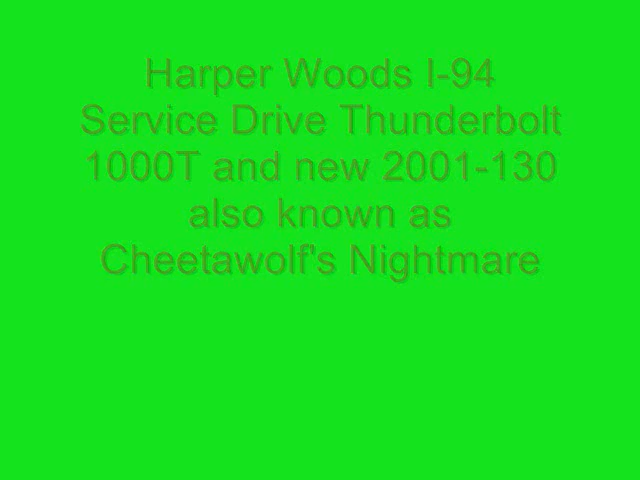 Harper Woods I-94
Service Drive Thunderbolt
1000T and new 2001-130
also known as
Cheetawolf's Nightmare